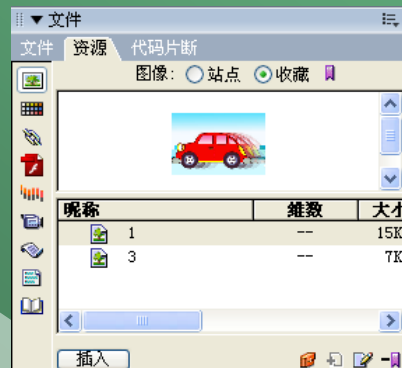 ▼文件
文件 资源 代码片断
图像: 站点 收藏
昵称 维数 大小
1 -- 15K
3 -- 7K
插入